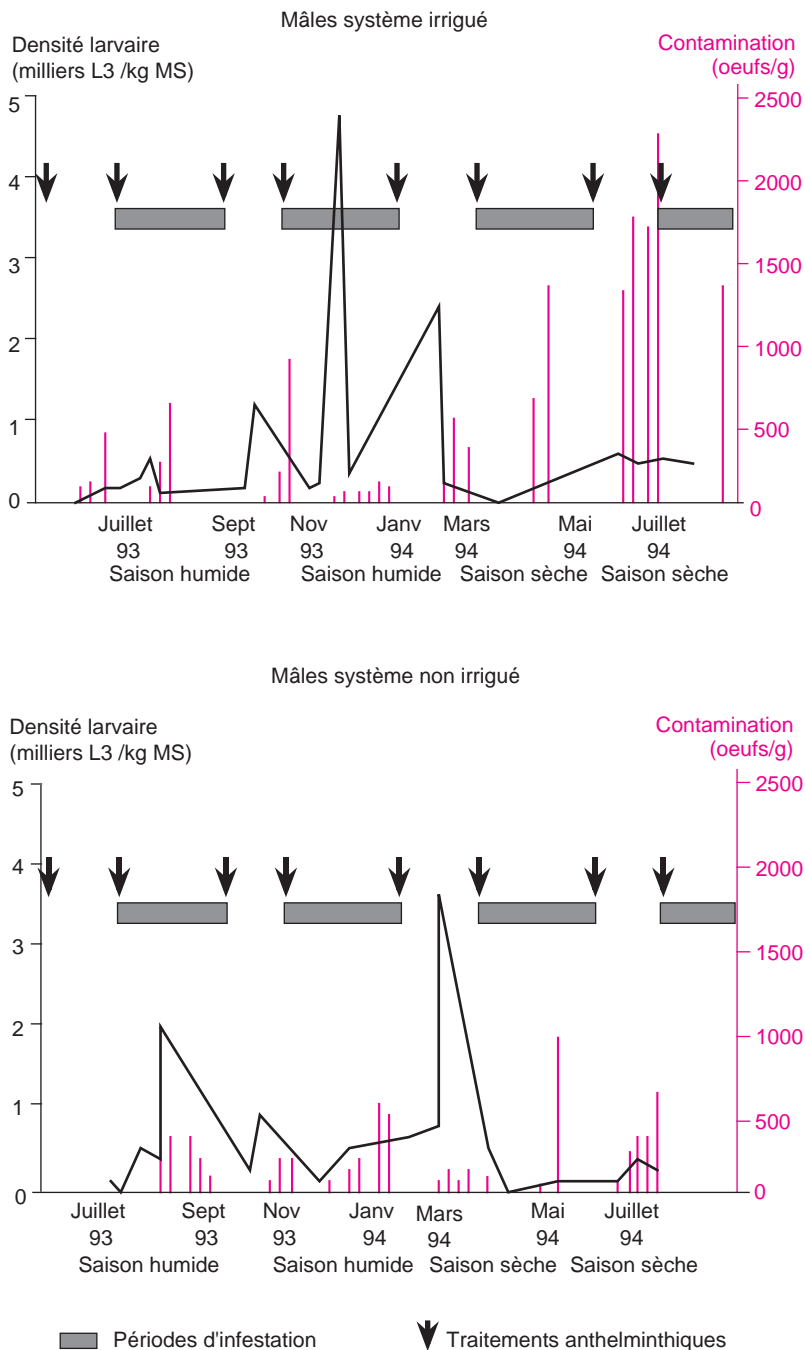 Mâles système irrigué
Densité larvaire
(milliers L3 /kg MS)
Contamination
(oeufs/g)
5
4
3
2
1
0
2500
2000
1500
1000
500
0
Juillet Sept Nov Janv Mars Mai Juillet
93 93 93 94 94 94 94
Saison humide Saison humide Saison sèche Saison sèche
Mâles système non irrigué
Densité larvaire
(milliers L3 /kg MS)
Contamination
(oeufs/g)
5
4
3
2
1
0
2500
2000
1500
1000
500
0
Juillet Sept Nov Janv Mars Mai Juillet
93 93 93 94 94 94 94
Saison humide Saison humide Saison sèche Saison sèche
Périodes d'infestation Traitements anthelminthiques